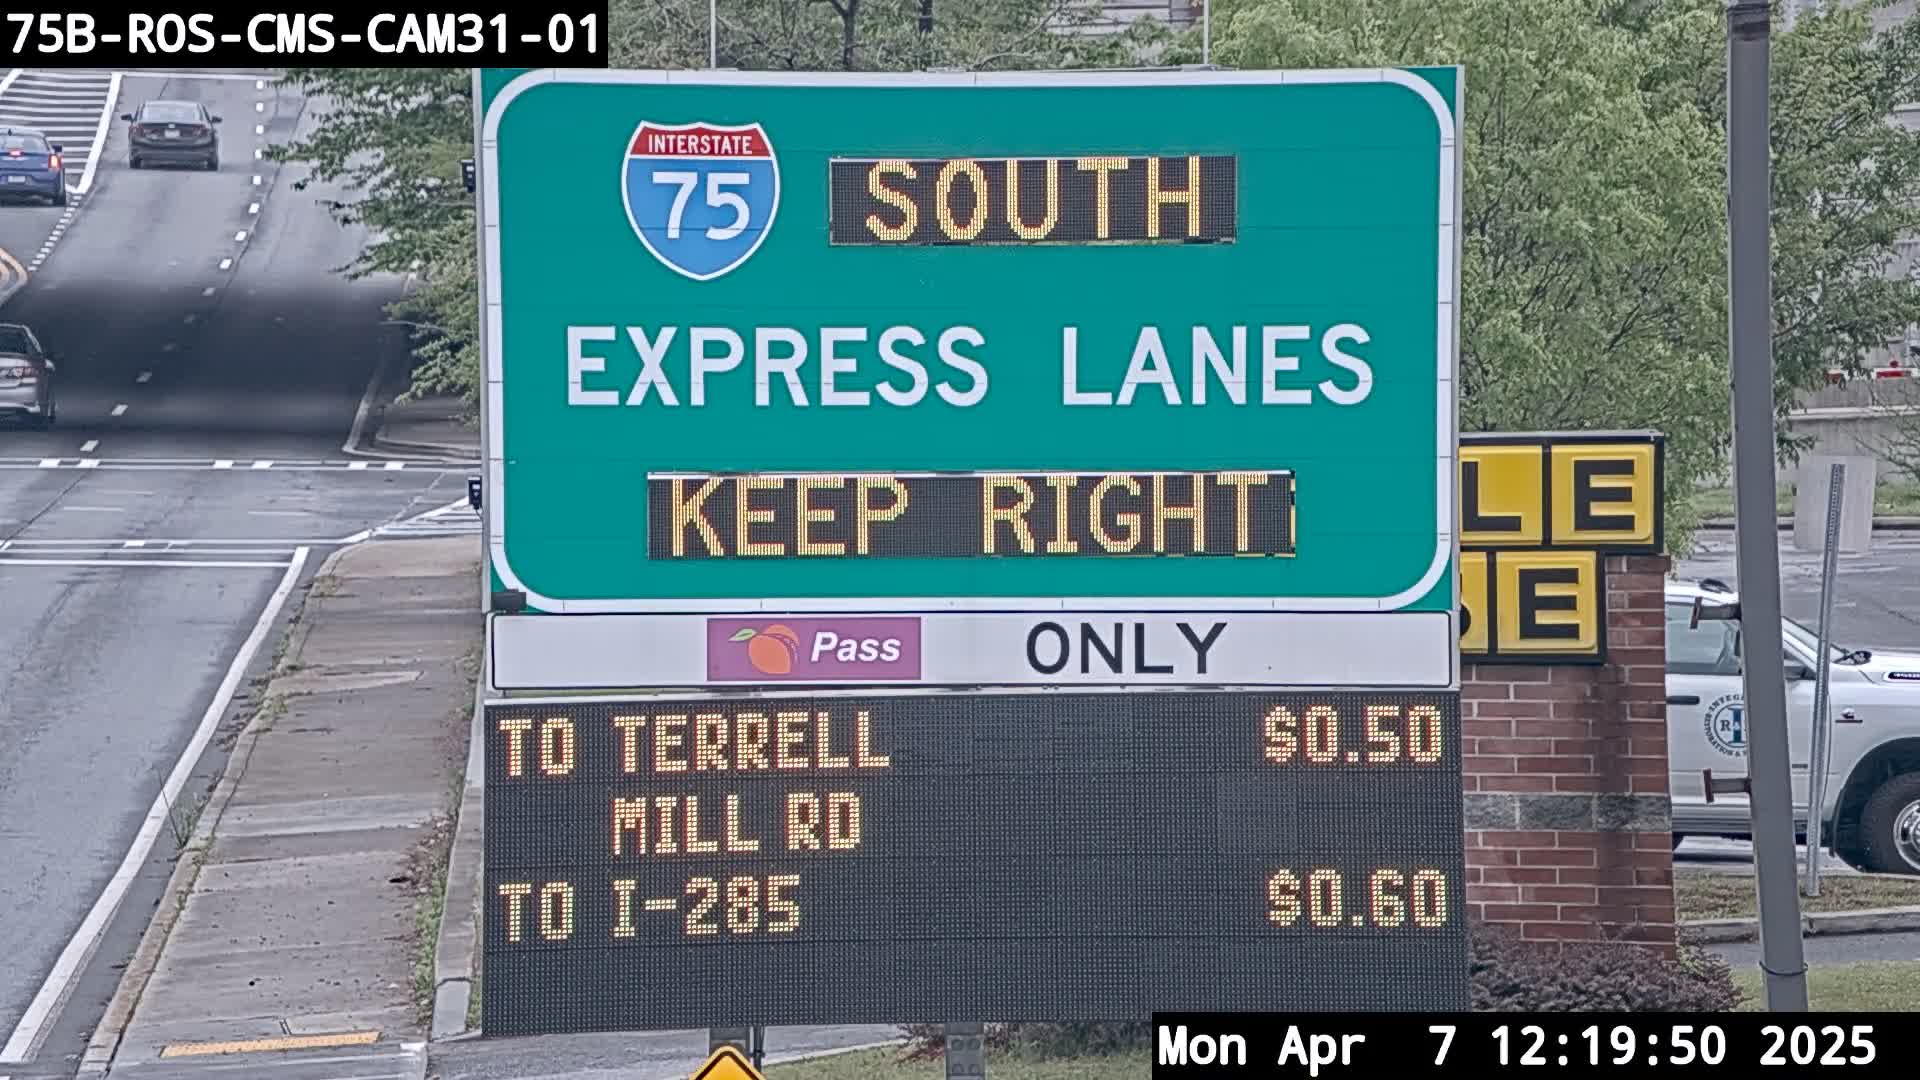 75B-ROS-CMS-CAM31-01
INTERSTATE
75
SOUTH
EXPRESS LANES
KEEP RIGHT
Pass ONLY
TO TERRELL $0.50
MILL RD
TO I-285 $0.60
LE
E
Mon Apr 7 12:19:50 2025